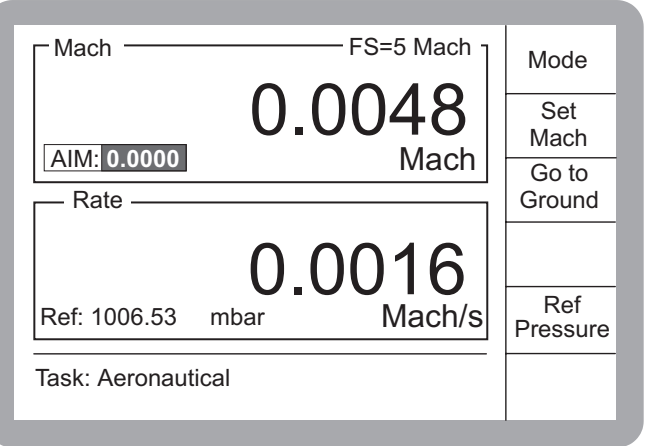 Mach FS=5 Mach
0.0048
AIM: 0.0000 Mach
Rate
0.0016
Ref: 1006.53 mbar Mach/s
Task: Aeronautical
Mode
Set
Mach
Go to
Ground
Ref
Pressure